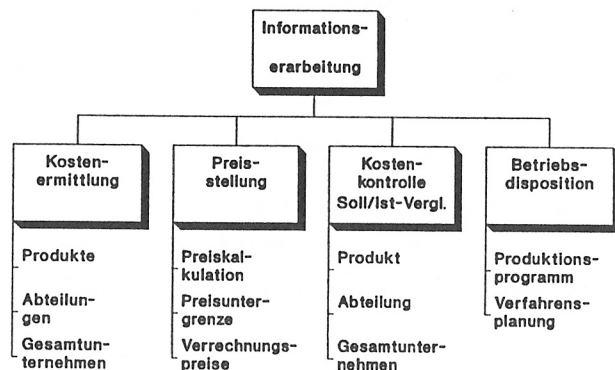 Informations-
erarbeitung
Kosten-
ermittlung
Preis-
stellung
Kosten-
kontrolle
Soll/Ist-Vergl.
Betriebs-
disposition
Produkte
Abteilun-
gen
Gesamtun-
ternehmen
Preiskal-
kulation
Preisunter-
grenze
Verrechnungs-
preise
Produkt
Abteilung
Gesamtunter-
nehmen
Produktions-
programm
Verfahrens-
planung